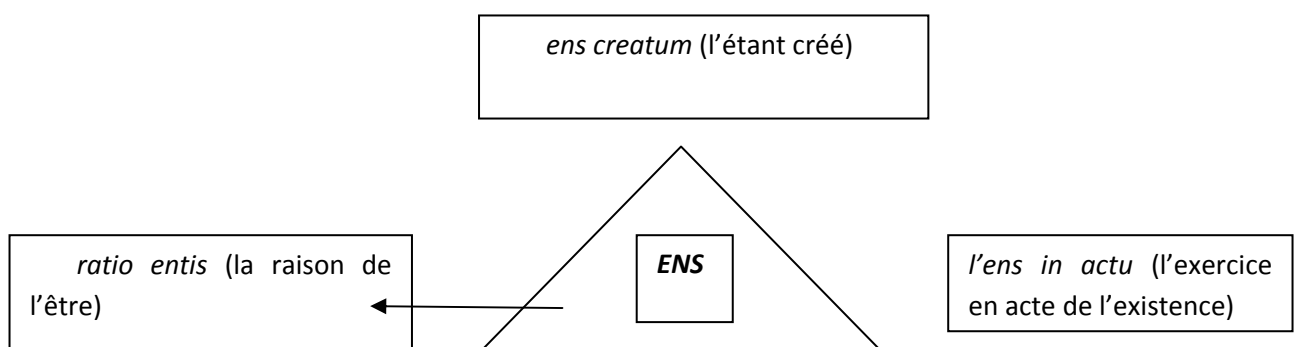 ens creatum (l’étant créé)
ratio entis (la raison de
l’être)
ENS
l’ens in actu (l’exercice
en acte de l’existence)